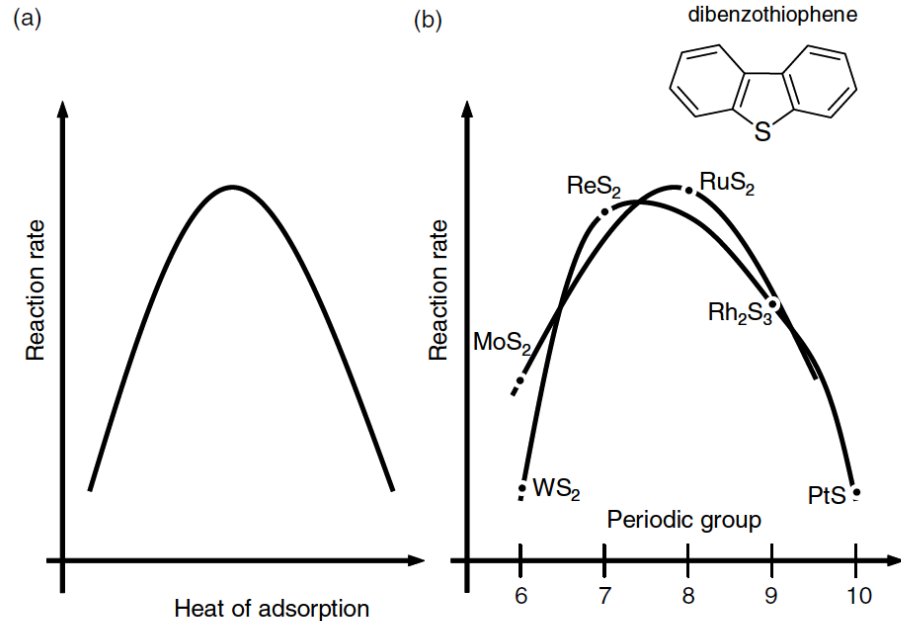 (a)
Reaction rate
Heat of adsorption
(b)
dibenzothiophene
S
Reaction rate
ReS₂
RuS₂
MoS₂
Rh₂S₃
WS₂
PtS
Periodic group
6 7 8 9 10